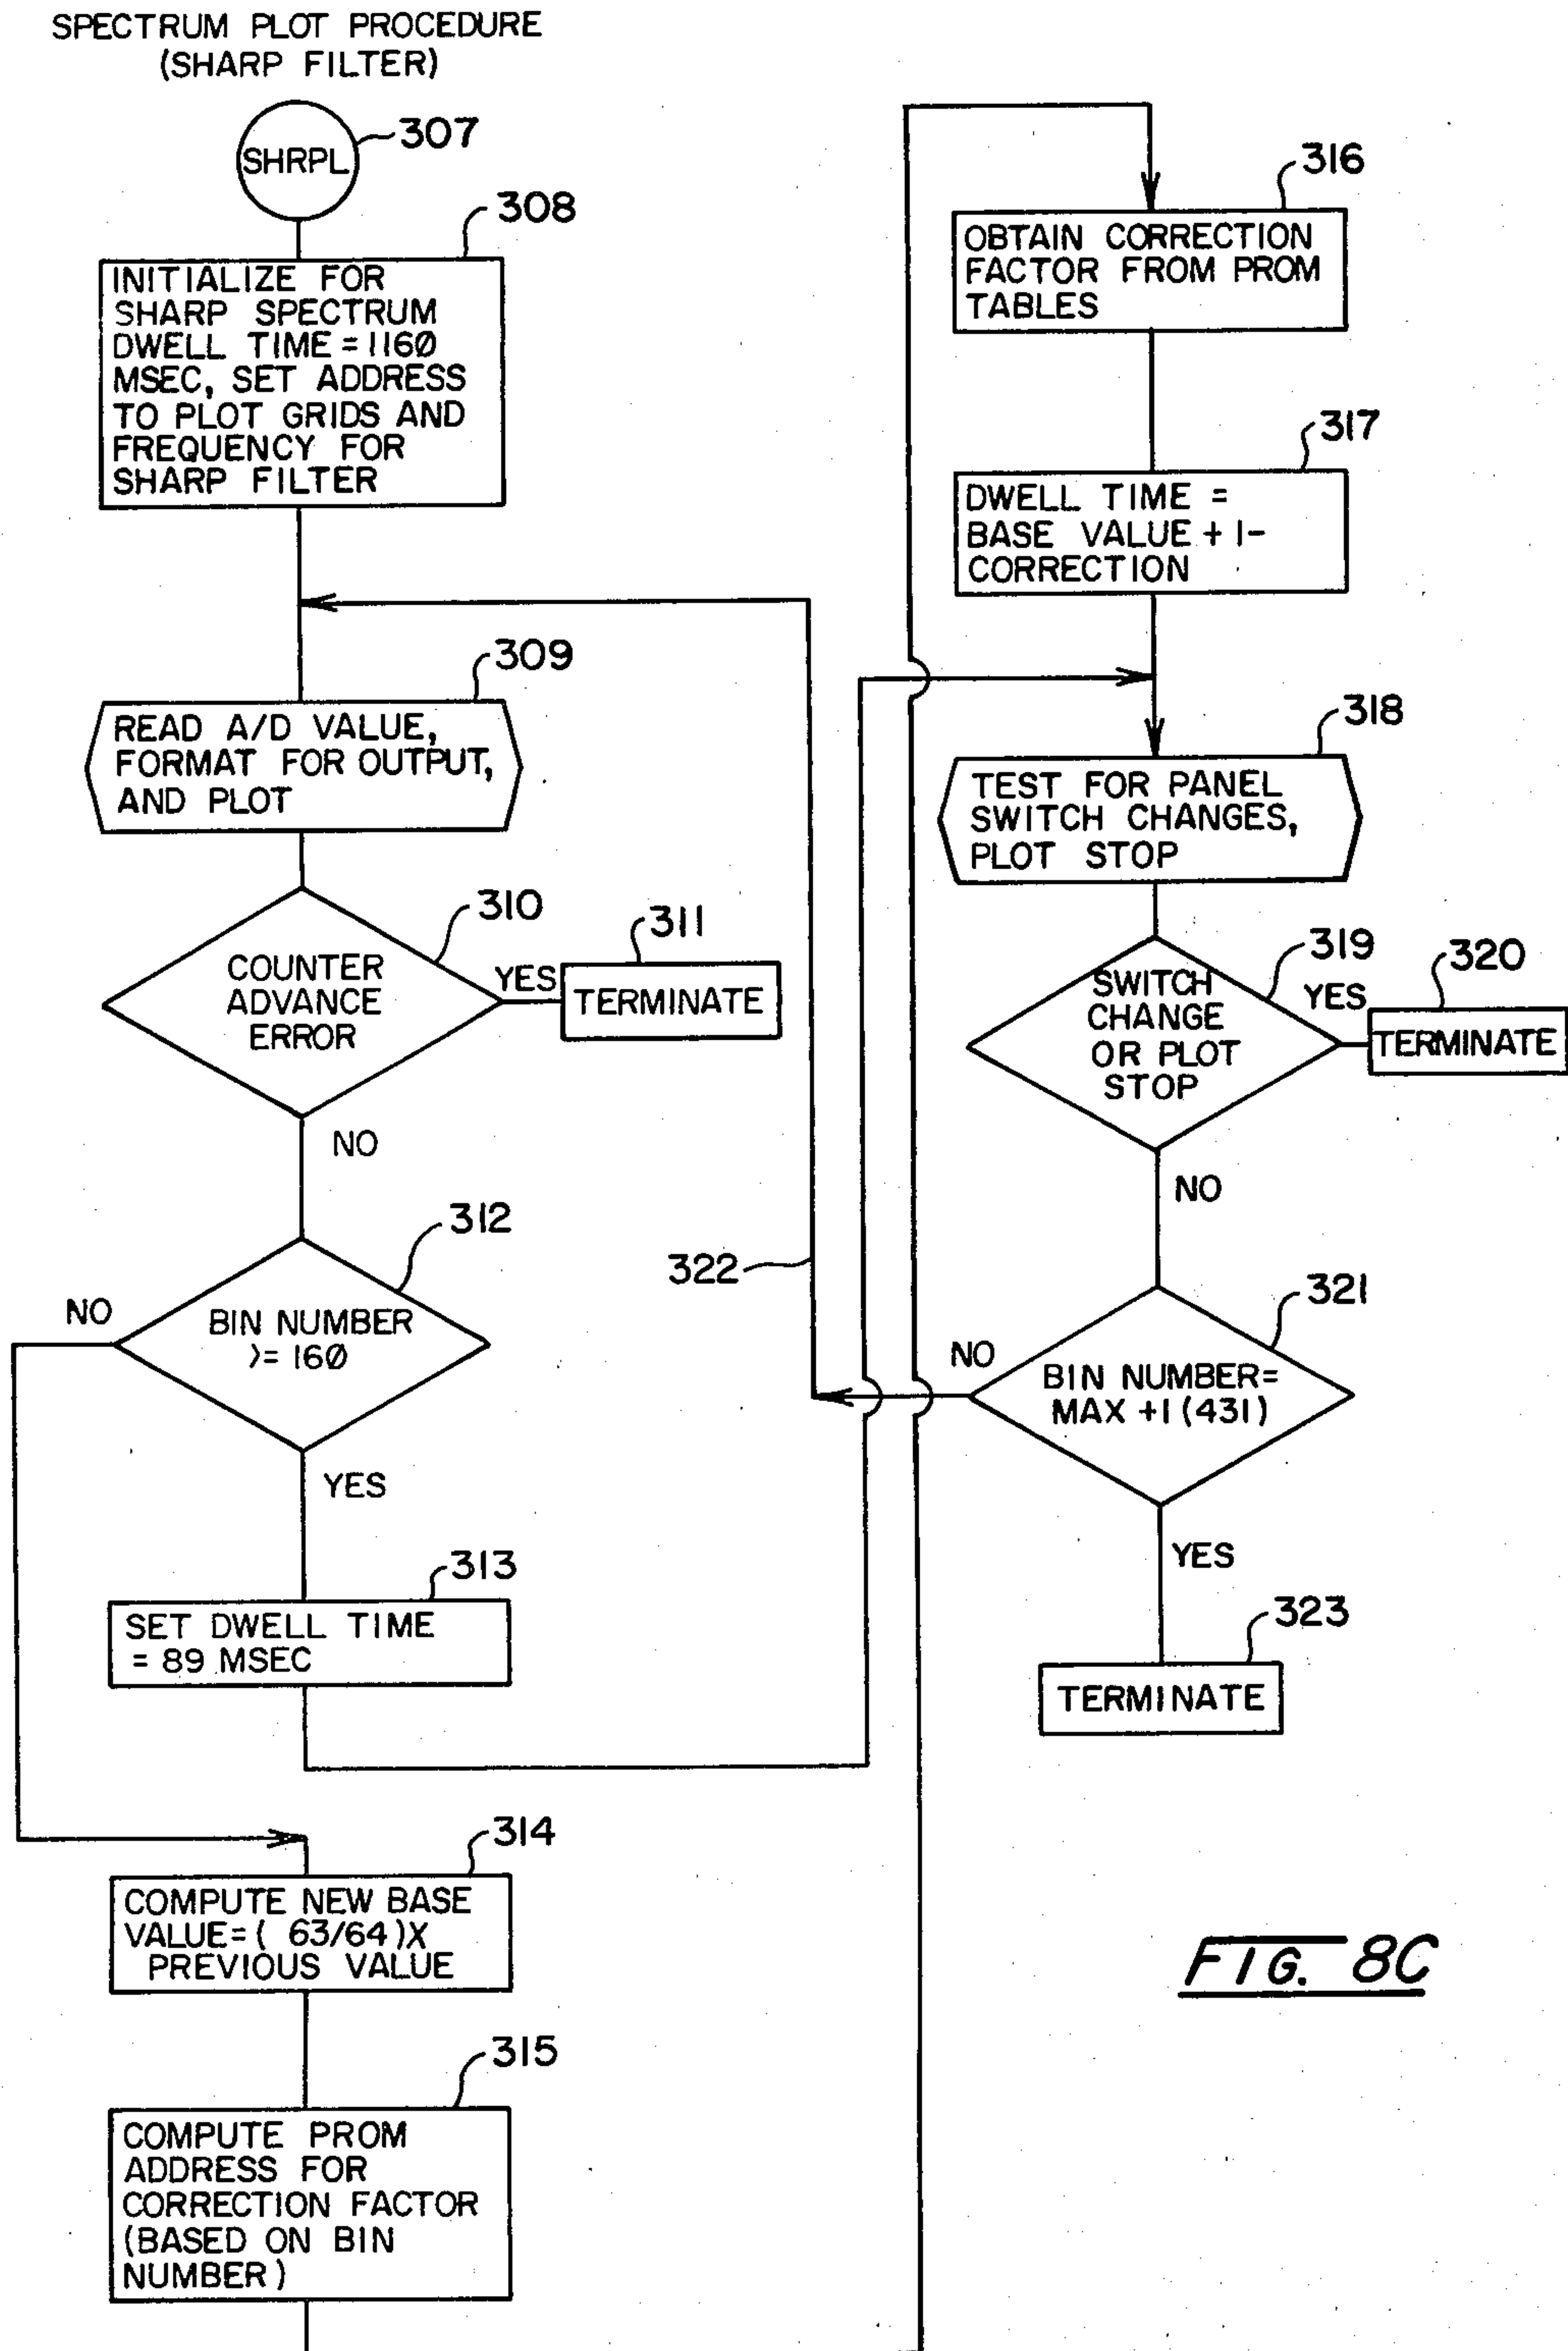 SPECTRUM PLOT PROCEDURE
(SHARP FILTER)
SHRPL
307
308
INITIALIZE FOR
SHARP SPECTRUM
DWELL TIME = 1160
MSEC, SET ADDRESS
TO PLOT GRIDS AND
FREQUENCY FOR
SHARP FILTER
309
READ A/D VALUE,
FORMAT FOR OUTPUT,
AND PLOT
310
COUNTER
ADVANCE
ERROR
YES
311
TERMINATE
NO
312
NO
BIN NUMBER
>= 160
YES
313
SET DWELL TIME
= 89 MSEC
314
COMPUTE NEW BASE
VALUE=( 63/64)X
PREVIOUS VALUE
315
COMPUTE PROM
ADDRESS FOR
CORRECTION FACTOR
(BASED ON BIN
NUMBER)
316
OBTAIN CORRECTION
FACTOR FROM PROM
TABLES
317
DWELL TIME =
BASE VALUE + 1-
CORRECTION
318
TEST FOR PANEL
SWITCH CHANGES,
PLOT STOP
319
SWITCH
CHANGE
OR PLOT
STOP
YES
320
TERMINATE
NO
321
322
NO
BIN NUMBER=
MAX +1 (431)
YES
323
TERMINATE
FIG. 8C